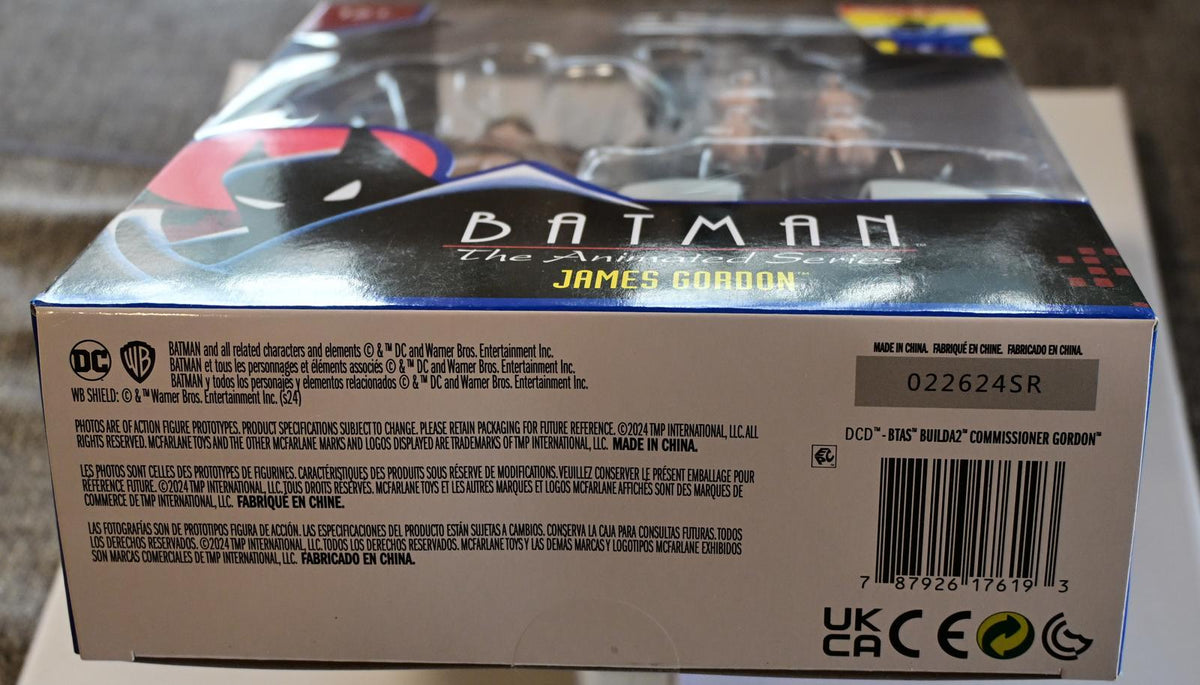 BATMAN™
The Animated Series
JAMES GORDON™
DC
WB
BATMAN and all related characters and elements © & ™ DC and Warner Bros. Entertainment Inc.
BATMAN et tous les personnages et éléments associés © & ™ DC and Warner Bros. Entertainment Inc.
BATMAN y todos los personajes y elementos relacionados © & ™ DC and Warner Bros. Entertainment Inc.
WB SHIELD: © & ™ Warner Bros. Entertainment Inc. (s24)
PHOTOS ARE OF ACTION FIGURE PROTOTYPES. PRODUCT SPECIFICATIONS SUBJECT TO CHANGE. PLEASE RETAIN PACKAGING FOR FUTURE REFERENCE. ©2024 TMP INTERNATIONAL, LLC. ALL
RIGHTS RESERVED. MCFARLANE TOYS AND THE OTHER MCFARLANE MARKS AND LOGOS DISPLAYED ARE TRADEMARKS OF TMP INTERNATIONAL, LLC. MADE IN CHINA.
LES PHOTOS SONT CELLES DES PROTOTYPES DE FIGURINES. CARACTÉRISTIQUES DES PRODUITS SOUS RÉSERVE DE MODIFICATIONS. VEUILLEZ CONSERVER LE PRÉSENT EMBALLAGE POUR
RÉFÉRENCE FUTURE. ©2024 TMP INTERNATIONAL, LLC. TOUS DROITS RÉSERVÉS. MCFARLANE TOYS ET LES AUTRES MARQUES ET LOGOS MCFARLANE AFFICHÉS SONT DES MARQUES DE
COMMERCE DE TMP INTERNATIONAL, LLC. FABRIQUÉ EN CHINE.
LAS FOTOGRAFÍAS SON DE PROTOTIPOS FIGURA DE ACCIÓN. LAS ESPECIFICACIONES DEL PRODUCTO ESTÁN SUJETAS A CAMBIOS. CONSERVA LA CAJA PARA CONSULTAS FUTURAS. TODOS
LOS DERECHOS RESERVADOS. ©2024 TMP INTERNATIONAL, LLC. TODOS LOS DERECHOS RESERVADOS. MCFARLANE TOYS Y LAS DEMÁS MARCAS Y LOGOTIPOS MCFARLANE EXHIBIDOS
SON MARCAS COMERCIALES DE TMP INTERNATIONAL, LLC. FABRICADO EN CHINA.
MADE IN CHINA. FABRIQUÉ EN CHINE. FABRICADO EN CHINA.
022624SR
DCD™ - BTAS™ BUILDA2™ COMMISSIONER GORDON™
7 87926 17619 3
UK
CA CE